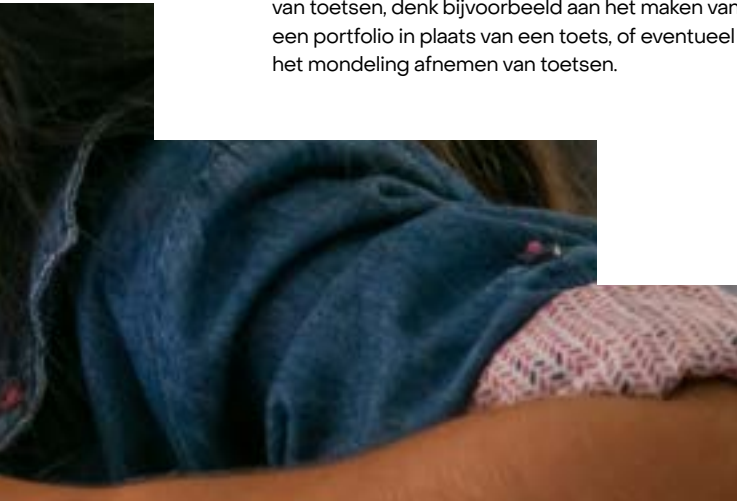 van toetsen, denk bijvoorbeeld aan het maken van
een portfolio in plaats van een toets, of eventueel
het mondeling afnemen van toetsen.